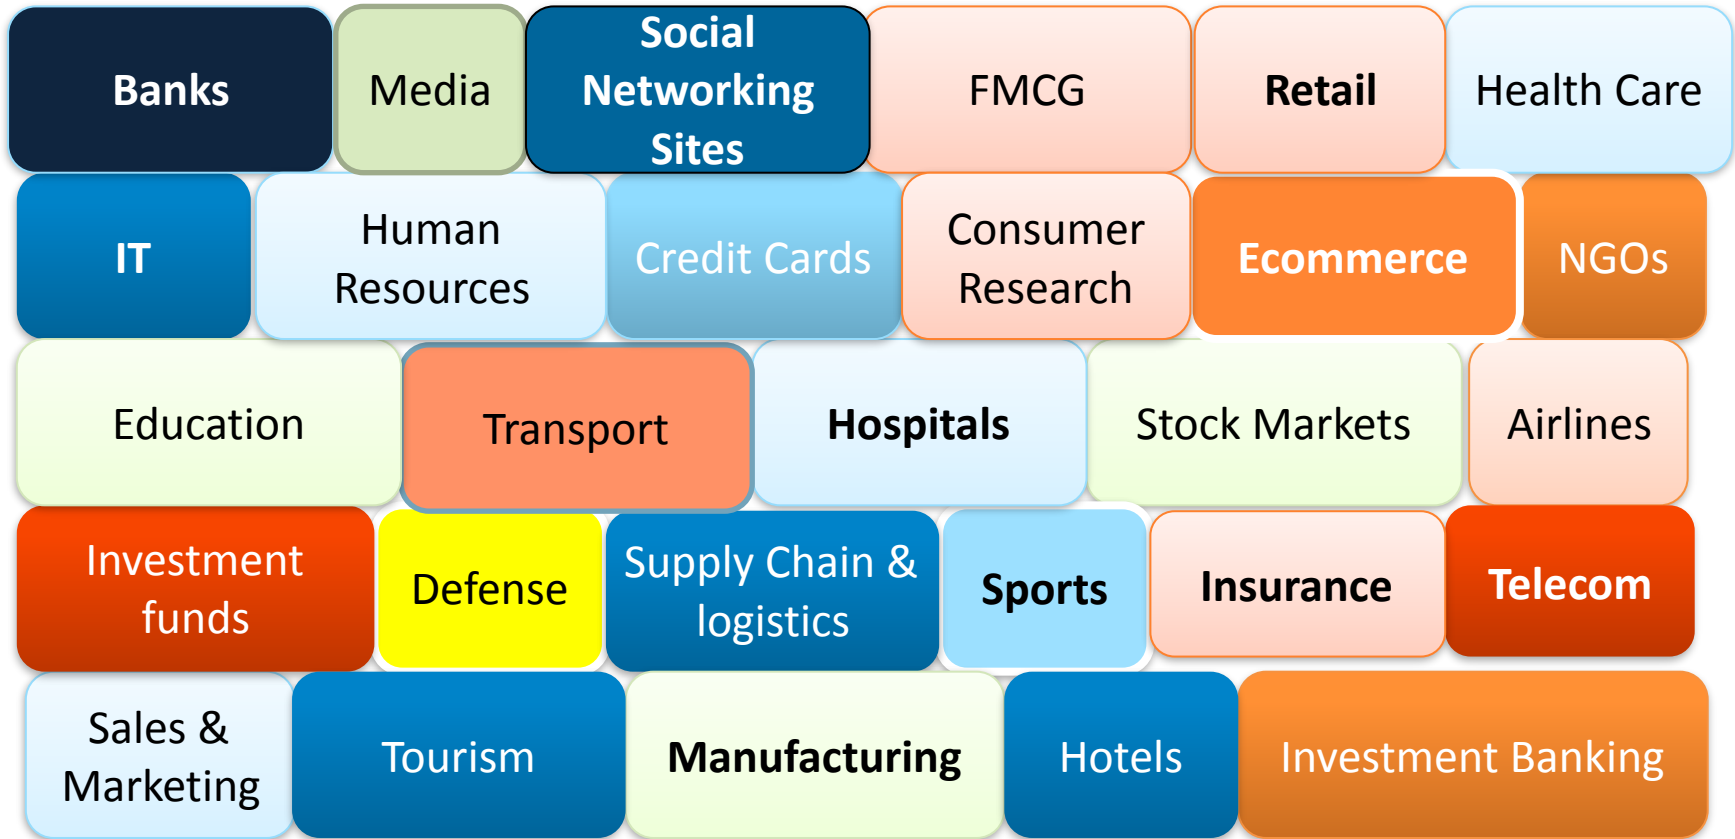 Banks
Media
Social
Networking
Sites
FMCG
Retail
Health Care
IT
Human
Resources
Credit Cards
Consumer
Research
Ecommerce
NGOs
Education
Transport
Hospitals
Stock Markets
Airlines
Investment
funds
Defense
Supply Chain &
logistics
Sports
Insurance
Telecom
Sales &
Marketing
Tourism
Manufacturing
Hotels
Investment Banking